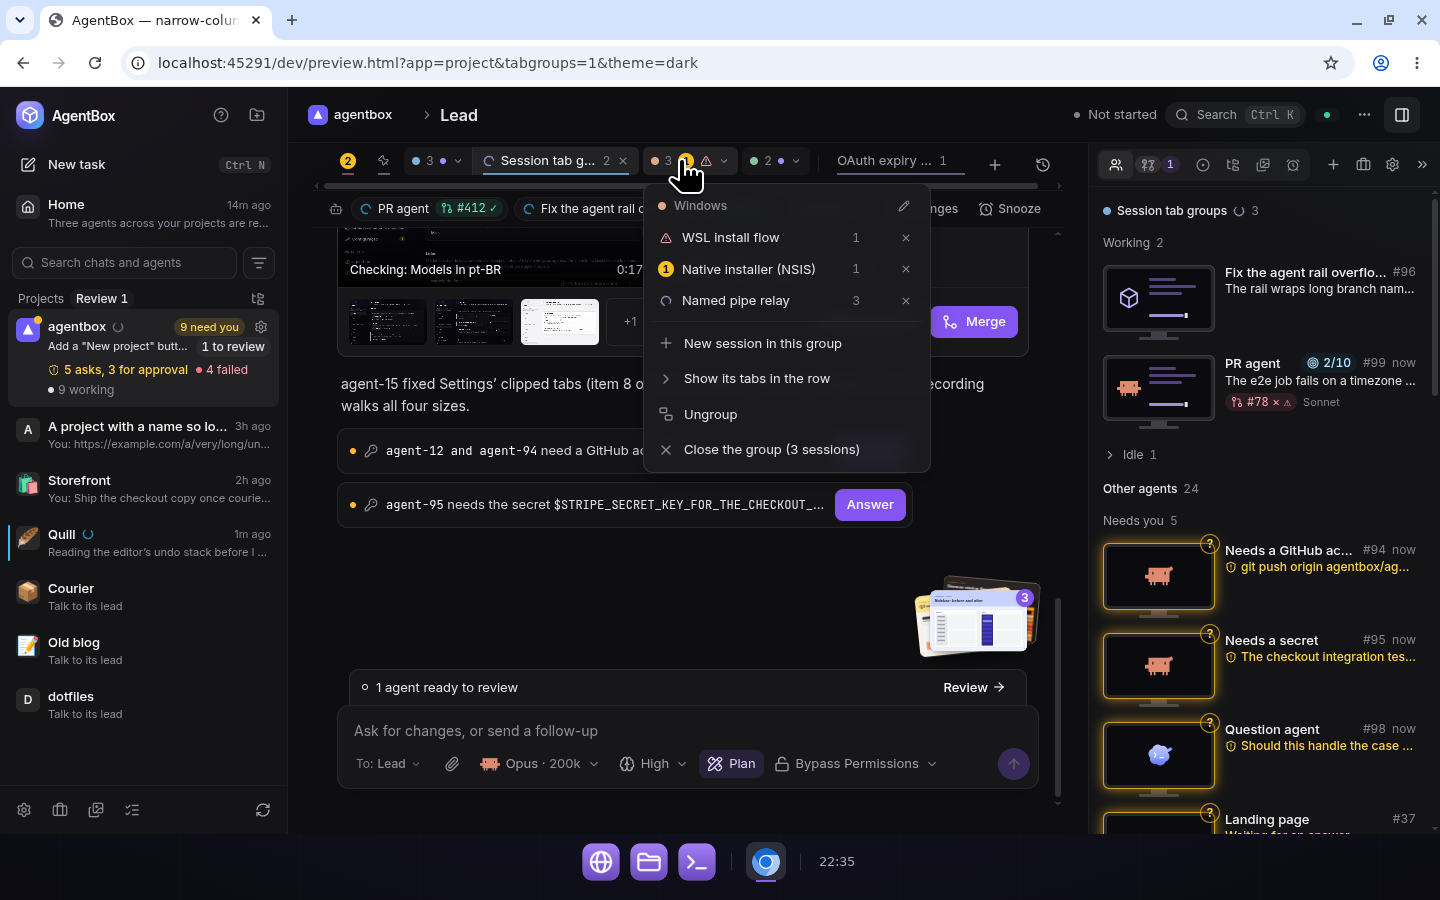 AgentBox — narrow-colun
localhost:45291/dev/preview.html?app=project&tabgroups=1&theme=dark
AgentBox
agentbox
Lead
Not started
Search Ctrl K
New task Ctrl N
2
3
Session tab g... 2
3
2
OAuth expiry ... 1
1
Home 14m ago
Three agents across your projects are re...
PR agent #412 ✓
Fix the agent rail o
Windows
nges
Snooze
Session tab groups 3
Search chats and agents
WSL install flow 1
Working 2
Checking: Models in pt-BR 0:17
1 Native installer (NSIS) 1
Fix the agent rail overflo... #96
The rail wraps long branch nam...
Projects Review 1
Named pipe relay 3
agentbox 9 need you
Add a "New project" butt... 1 to review
5 asks, 3 for approval 4 failed
9 working
+1
Merge
New session in this group
Show its tabs in the row
PR agent 2/10 #99 now
The e2e job fails on a timezone ...
#78 × Sonnet
agent-15 fixed Settings’ clipped tabs (item 8 o
ecording
walks all four sizes.
Ungroup
A project with a name so lo... 3h ago
You: https://example.com/a/very/long/un...
agent-12 and agent-94 need a GitHub ac
Close the group (3 sessions)
Idle 1
Storefront 2h ago
You: Ship the checkout copy once courie...
agent-95 needs the secret $STRIPE_SECRET_KEY_FOR_THE_CHECKOUT_... Answer
Other agents 24
Needs you 5
Quill 1m ago
Reading the editor’s undo stack before I ...
Needs a GitHub ac... #94 now
git push origin agentbox/ag...
Courier
Talk to its lead
3
Old blog
Talk to its lead
Needs a secret #95 now
The checkout integration tes...
D dotfiles
Talk to its lead
1 agent ready to review Review
Ask for changes, or send a follow-up
Question agent #98 now
Should this handle the case ...
To: Lead
Opus · 200k
High
Plan
Bypass Permissions
Landing page #37
22:35